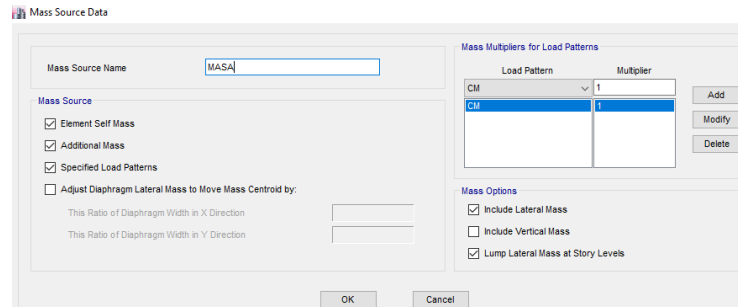 Mass Source Data
Mass Source Name
MASA
Mass Source
Element Self Mass
Additional Mass
Specified Load Patterns
Adjust Diaphragm Lateral Mass to Move Mass Centroid by:
This Ratio of Diaphragm Width in X Direction
This Ratio of Diaphragm Width in Y Direction
Mass Multipliers for Load Patterns
Load Pattern Multiplier
CM 1
CM 1
Add
Modify
Delete
Mass Options
Include Lateral Mass
Include Vertical Mass
Lump Lateral Mass at Story Levels
OK Cancel